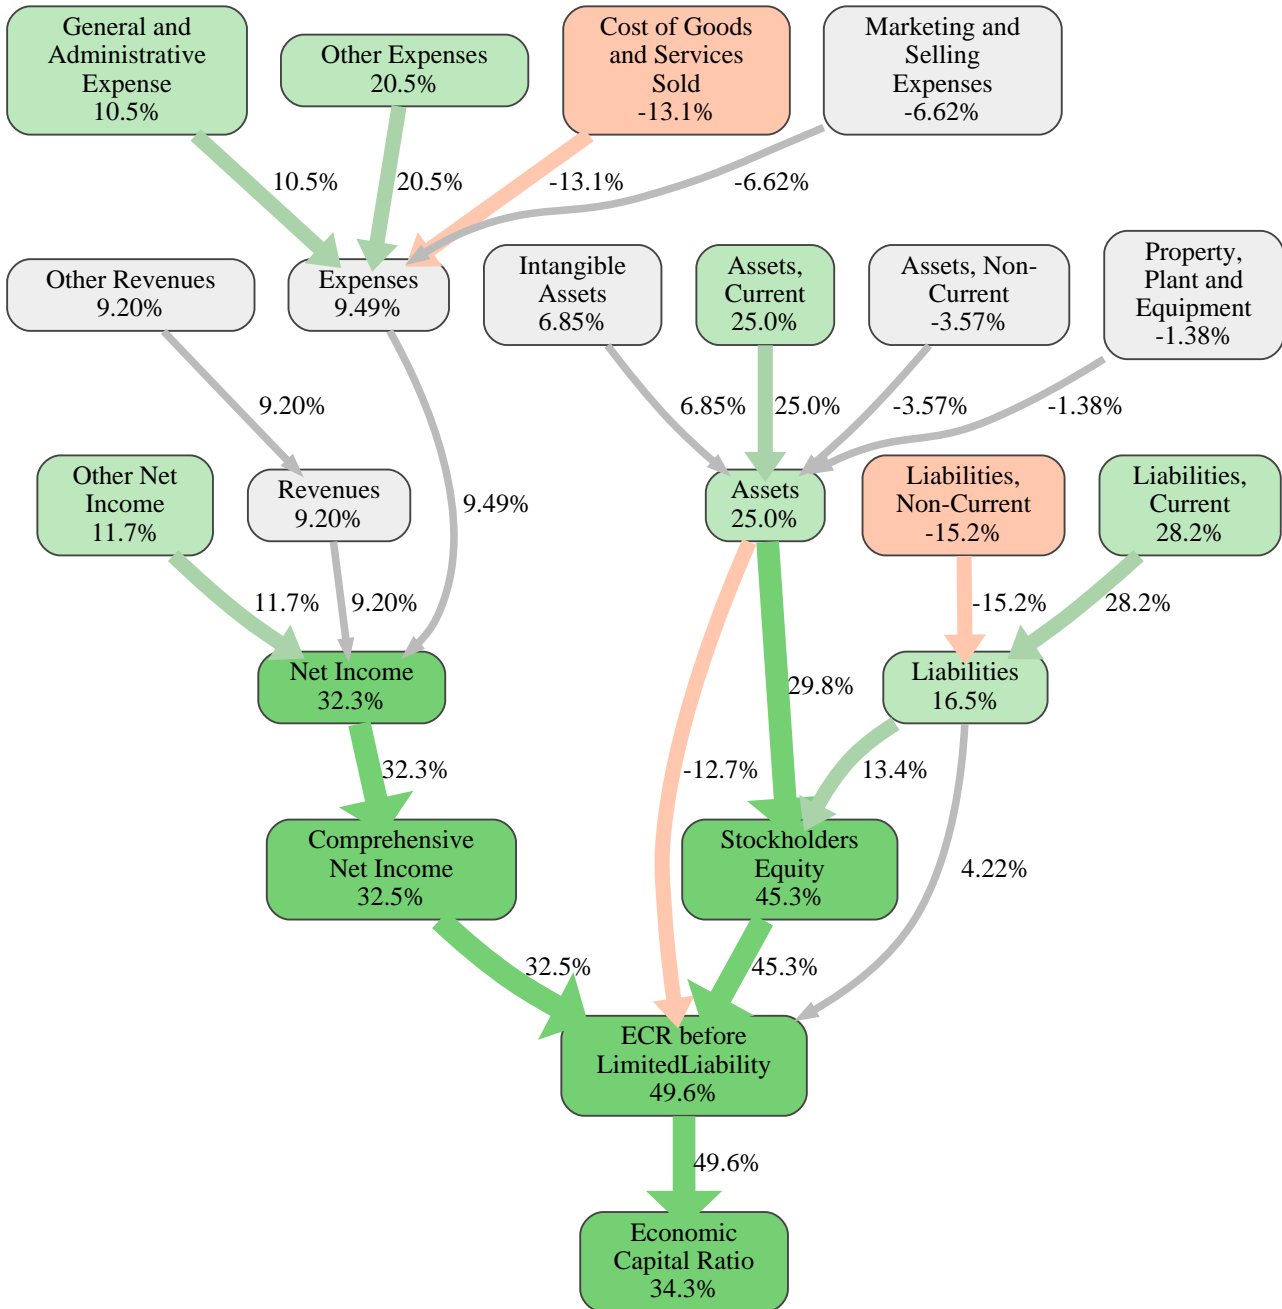 General and
Administrative
Expense
10.5%
Other Expenses
20.5%
Cost of Goods
and Services
Sold
-13.1%
Marketing and
Selling
Expenses
-6.62%
10.5%
20.5%
-13.1%
-6.62%
Other Revenues
9.20%
Expenses
9.49%
Intangible
Assets
6.85%
Assets,
Current
25.0%
Assets, Non-
Current
-3.57%
Property,
Plant and
Equipment
-1.38%
9.20%
6.85%
25.0%
-3.57%
-1.38%
Other Net
Income
11.7%
Revenues
9.20%
9.49%
Assets
25.0%
Liabilities,
Non-Current
-15.2%
Liabilities,
Current
28.2%
11.7%
9.20%
-15.2%
28.2%
Net Income
32.3%
29.8%
Liabilities
16.5%
32.3%
-12.7%
13.4%
Comprehensive
Net Income
32.5%
Stockholders
Equity
45.3%
4.22%
32.5%
45.3%
ECR before
LimitedLiability
49.6%
49.6%
Economic
Capital Ratio
34.3%